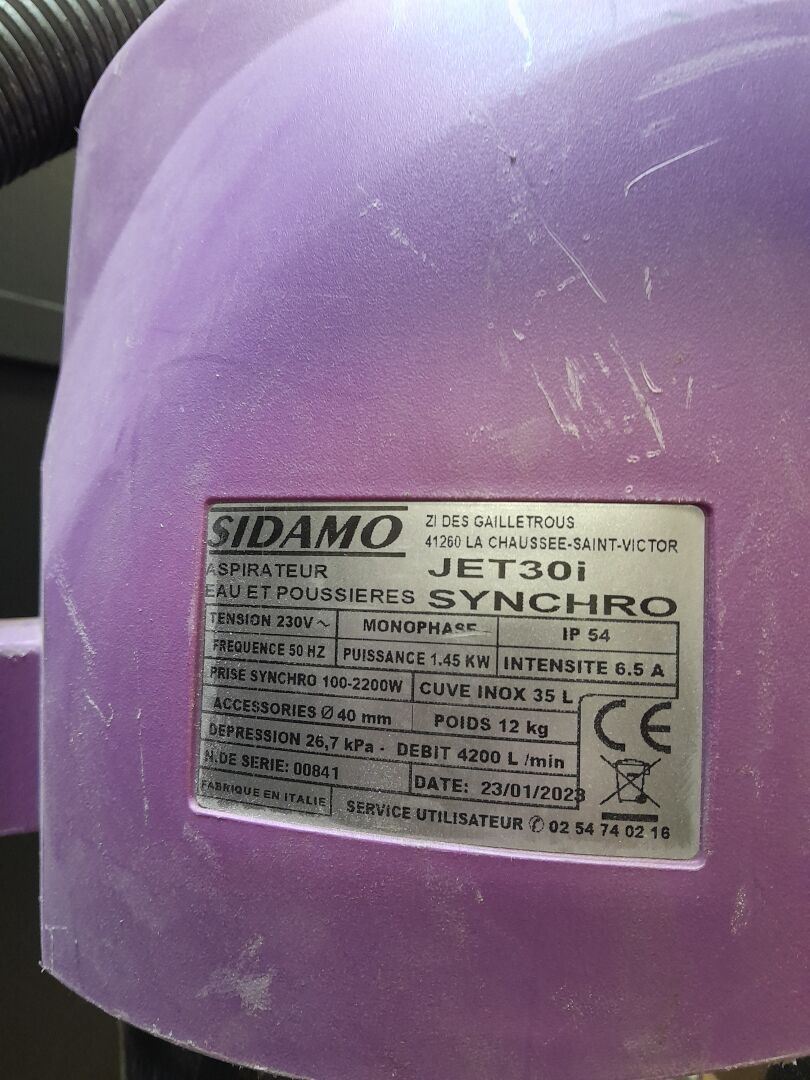 SIDAMO
ZI DES GAILLETROUS
41260 LA CHAUSSEE-SAINT-VICTOR
ASPIRATEUR JET30i
EAU ET POUSSIERES SYNCHRO
TENSION 230V ~ MONOPHASE IP 54
FREQUENCE 50 HZ PUISSANCE 1.45 KW INTENSITE 6.5 A
PRISE SYNCHRO 100-2200W CUVE INOX 35 L
ACCESSORIES Ø 40 mm POIDS 12 kg
DEPRESSION 26,7 kPa - DEBIT 4200 L /min
N.DE SERIE: 00841 DATE: 23/01/2023
FABRIQUE EN ITALIE SERVICE UTILISATEUR ✆ 02 54 74 02 16
CE